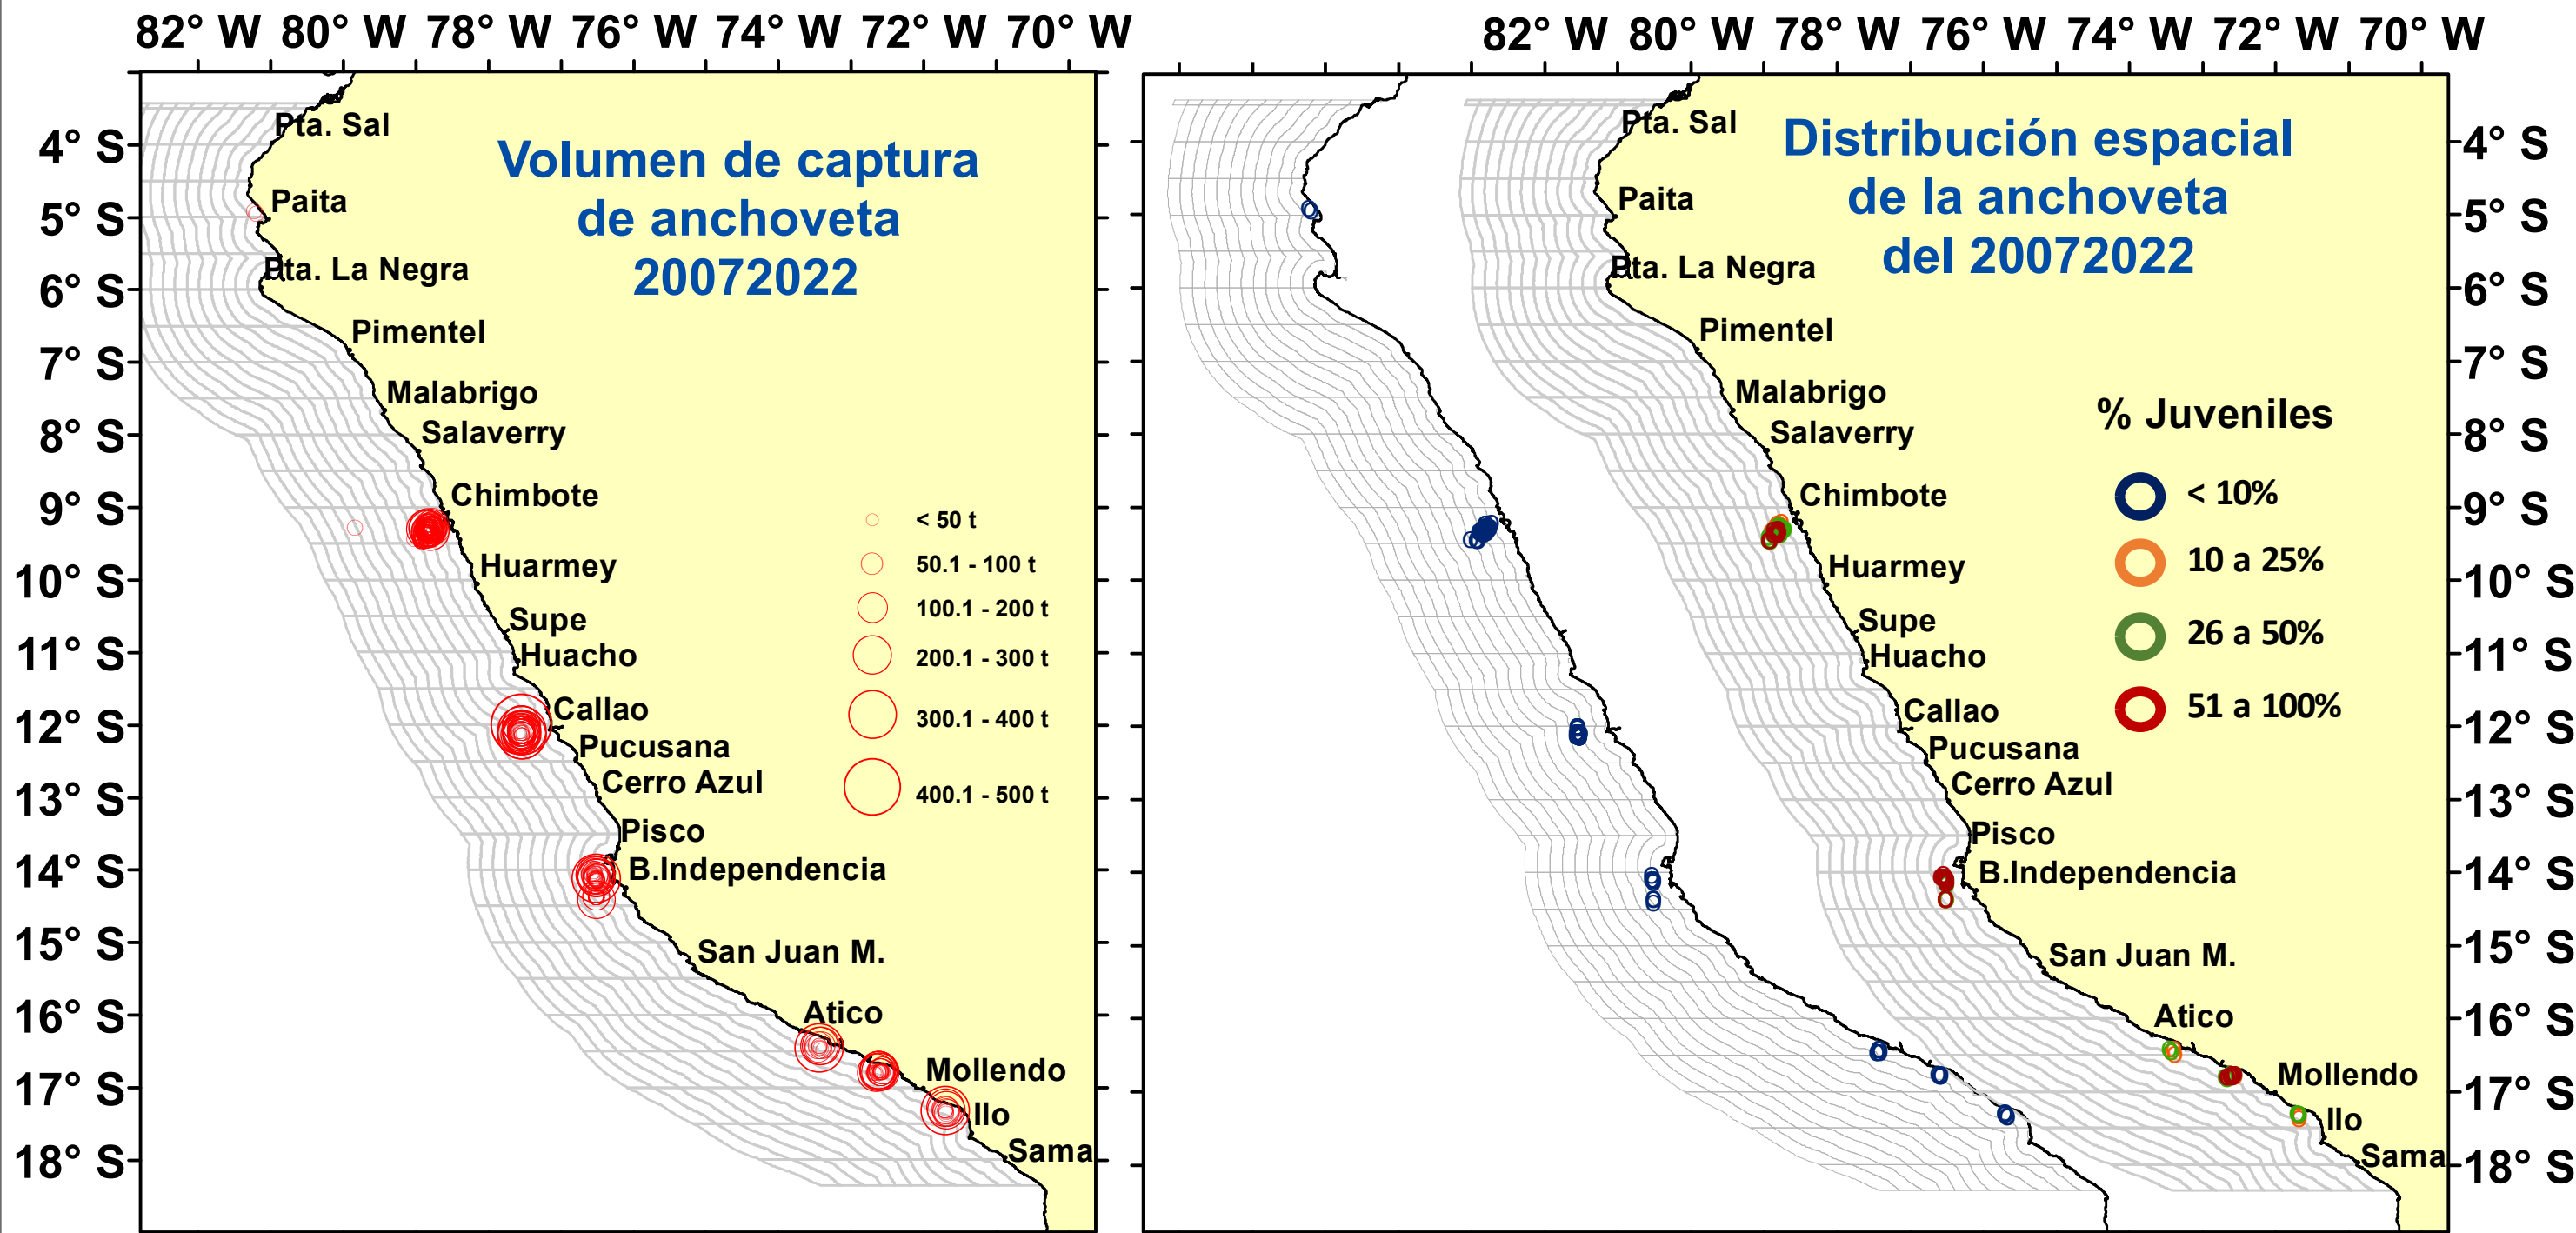 82° W 80° W 78° W 76° W 74° W 72° W 70° W
4° S
5° S
6° S
7° S
8° S
9° S
10° S
11° S
12° S
13° S
14° S
15° S
16° S
17° S
18° S
Volumen de captura
de anchoveta
20072022
Pta. Sal
Paita
Pta. La Negra
Pimentel
Malabrigo
Salaverry
Chimbote
Huarmey
Supe
Huacho
Callao
Pucusana
Cerro Azul
Pisco
B.Independencia
San Juan M.
Atico
Mollendo
Ilo
Sama
< 50 t
50.1 - 100 t
100.1 - 200 t
200.1 - 300 t
300.1 - 400 t
400.1 - 500 t
82° W 80° W 78° W 76° W 74° W 72° W 70° W
Distribución espacial
de la anchoveta
del 20072022
Pta. Sal
Paita
Pta. La Negra
Pimentel
Malabrigo
Salaverry
Chimbote
Huarmey
Supe
Huacho
Callao
Pucusana
Cerro Azul
Pisco
B.Independencia
San Juan M.
Atico
Mollendo
Ilo
Sama
% Juveniles
< 10%
10 a 25%
26 a 50%
51 a 100%
4° S
5° S
6° S
7° S
8° S
9° S
10° S
11° S
12° S
13° S
14° S
15° S
16° S
17° S
18° S